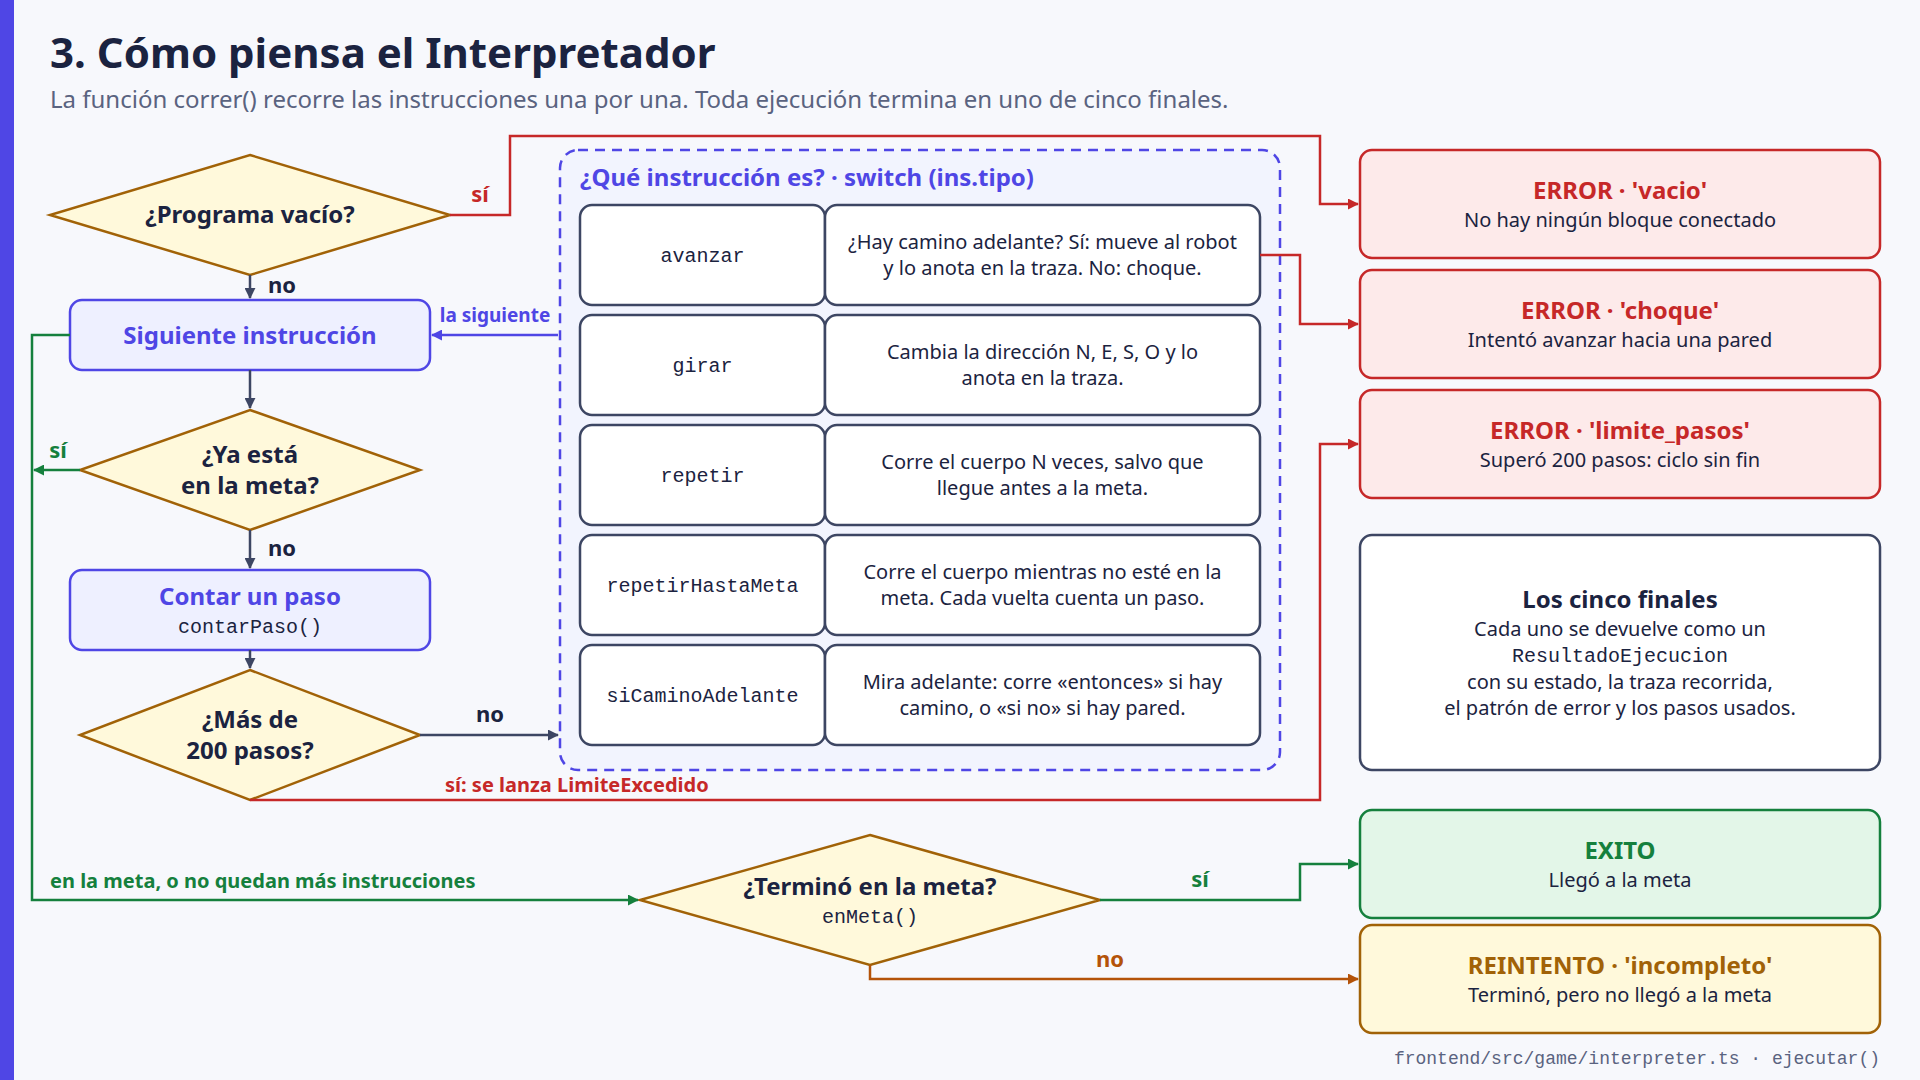 3. Cómo piensa el Interpretador
La función correr() recorre las instrucciones una por una. Toda ejecución termina en uno de cinco finales.
¿Programa vacío?
sí
no
Siguiente instrucción
la siguiente
¿Ya está
en la meta?
sí
no
Contar un paso
contarPaso()
¿Más de
200 pasos?
no
sí: se lanza LimiteExcedido
¿Qué instrucción es? · switch (ins.tipo)
avanzar
¿Hay camino adelante? Sí: mueve al robot
y lo anota en la traza. No: choque.
girar
Cambia la dirección N, E, S, O y lo
anota en la traza.
repetir
Corre el cuerpo N veces, salvo que
llegue antes a la meta.
repetirHastaMeta
Corre el cuerpo mientras no esté en la
meta. Cada vuelta cuenta un paso.
siCaminoAdelante
Mira adelante: corre «entonces» si hay
camino, o «si no» si hay pared.
ERROR · 'vacio'
No hay ningún bloque conectado
ERROR · 'choque'
Intentó avanzar hacia una pared
ERROR · 'limite_pasos'
Superó 200 pasos: ciclo sin fin
Los cinco finales
Cada uno se devuelve como un
ResultadoEjecucion
con su estado, la traza recorrida,
el patrón de error y los pasos usados.
en la meta, o no quedan más instrucciones
¿Terminó en la meta?
enMeta()
sí
no
EXITO
Llegó a la meta
REINTENTO · 'incompleto'
Terminó, pero no llegó a la meta
frontend/src/game/interpreter.ts · ejecutar()